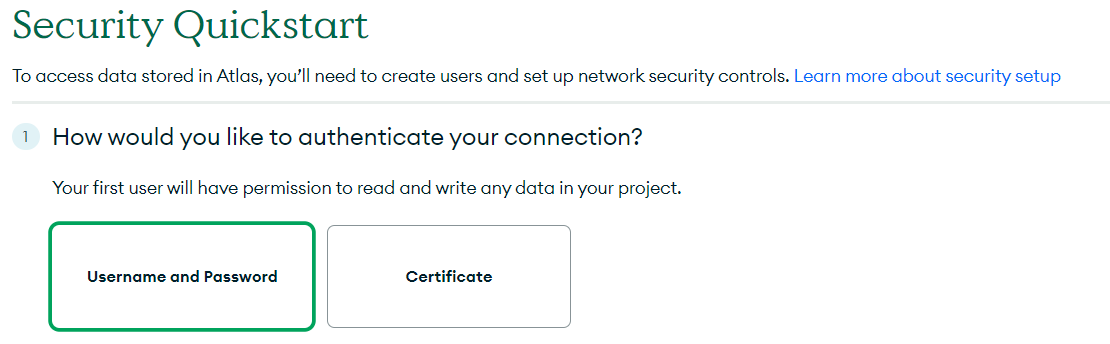 Security Quickstart
To access data stored in Atlas, you’ll need to create users and set up network security controls. Learn more about security setup
1 How would you like to authenticate your connection?
Your first user will have permission to read and write any data in your project.
Username and Password Certificate